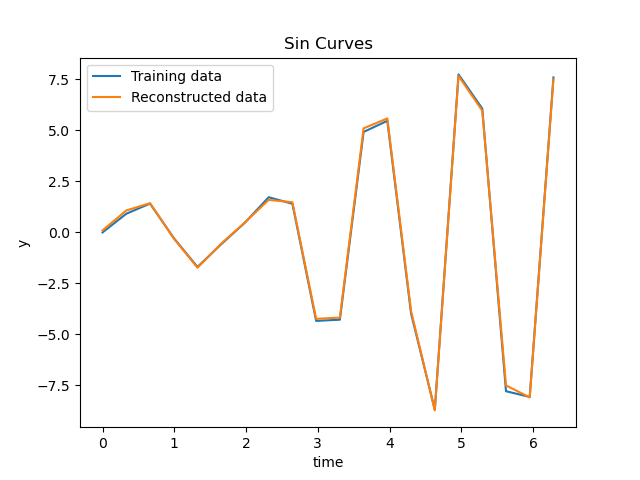 Sin Curves
Training data
Reconstructed data
7.5
5.0
2.5
0.0
−2.5
−5.0
−7.5
y
0 1 2 3 4 5 6
time